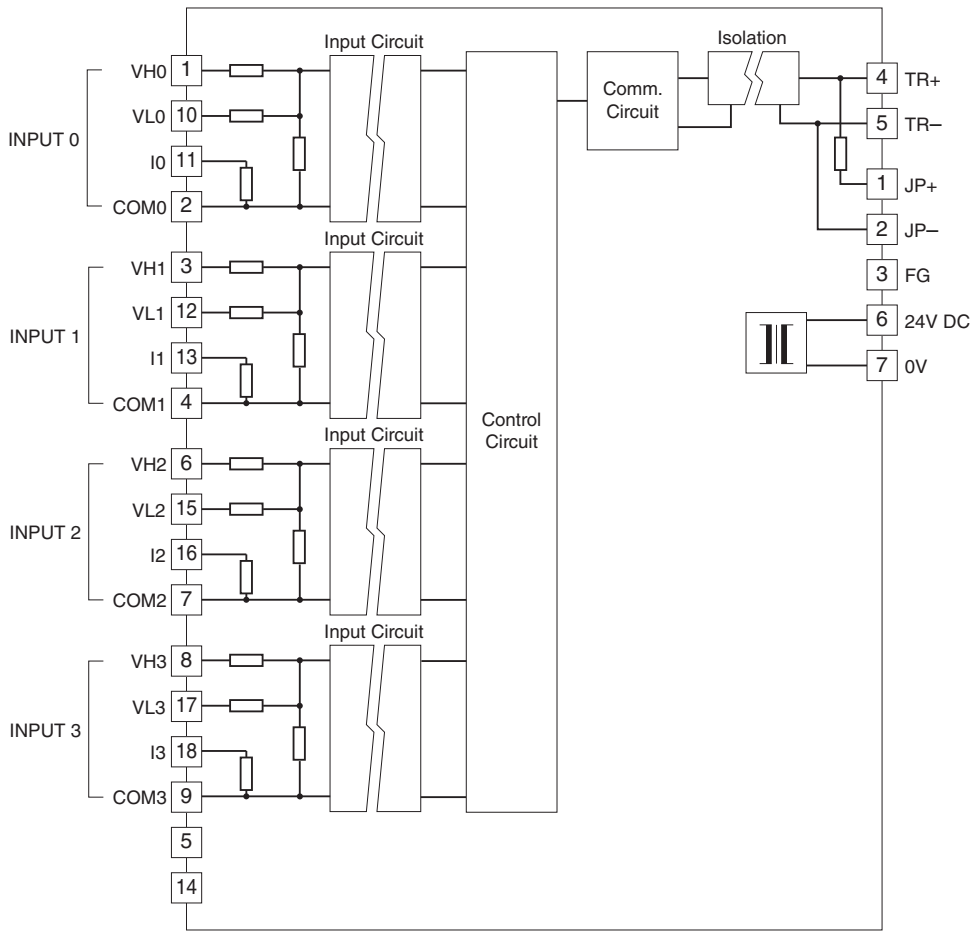 Input Circuit
Isolation
INPUT 0
VH0 1
VL0 10
I0 11
COM0 2
Comm.
Circuit
4 TR+
5 TR–
1 JP+
2 JP–
3 FG
6 24V DC
7 0V
Input Circuit
INPUT 1
VH1 3
VL1 12
I1 13
COM1 4
Control
Circuit
Input Circuit
INPUT 2
VH2 6
VL2 15
I2 16
COM2 7
Input Circuit
INPUT 3
VH3 8
VL3 17
I3 18
COM3 9
5
14